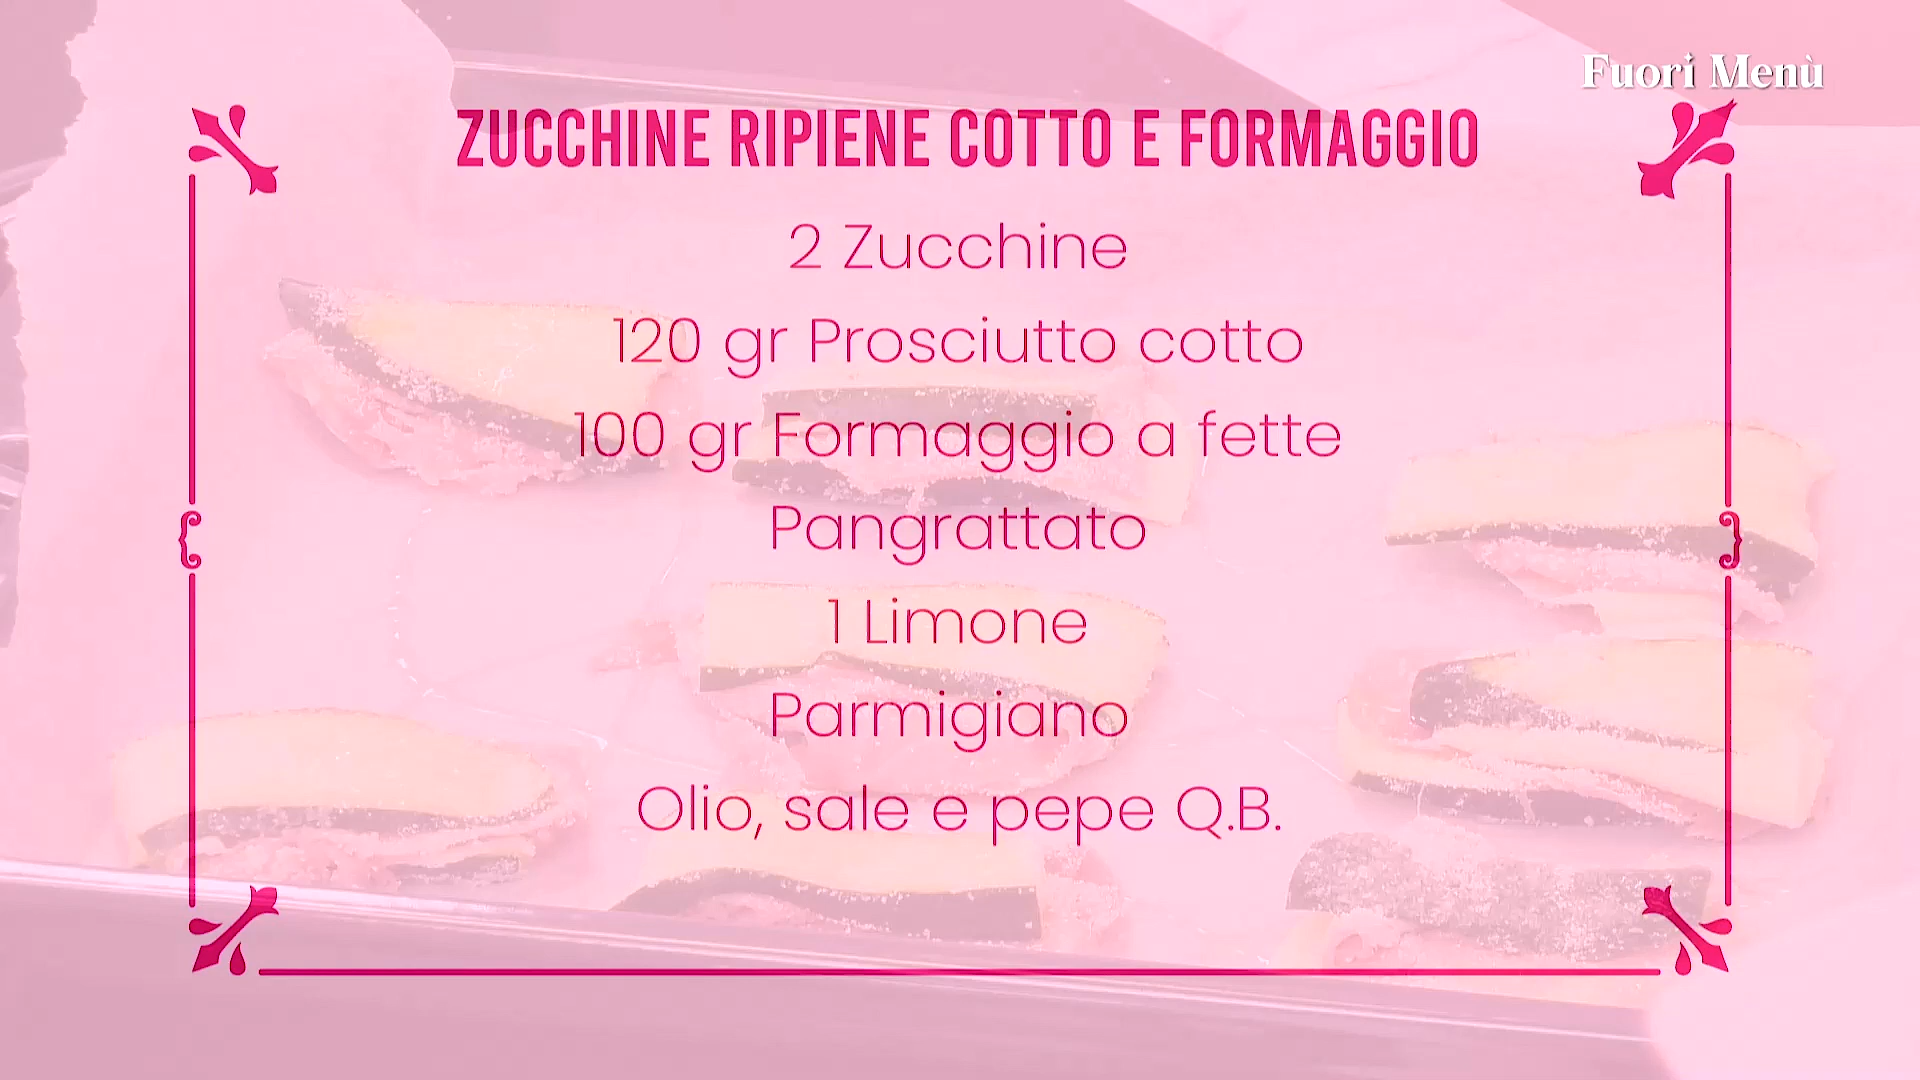 Fuori Menù
ZUCCHINE RIPIENE COTTO E FORMAGGIO
2 Zucchine
120 gr Prosciutto cotto
100 gr Formaggio a fette
Pangrattato
1 Limone
Parmigiano
Olio, sale e pepe Q.B.